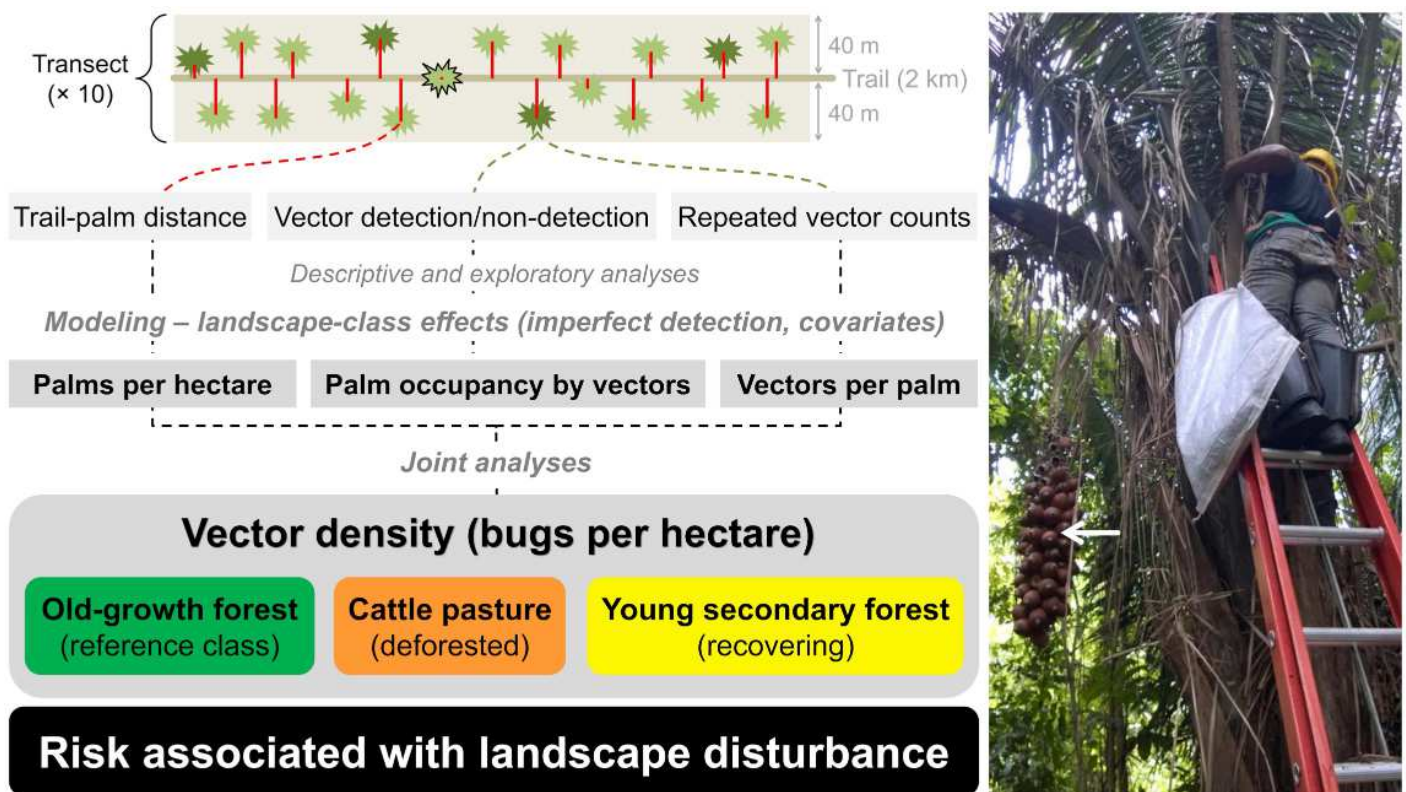 Transect
(× 10)
40 m
Trail (2 km)
40 m
Trail-palm distance
Vector detection/non-detection
Repeated vector counts
Descriptive and exploratory analyses
Modeling – landscape-class effects (imperfect detection, covariates)
Palms per hectare
Palm occupancy by vectors
Vectors per palm
Joint analyses
Vector density (bugs per hectare)
Old-growth forest
(reference class)
Cattle pasture
(deforested)
Young secondary forest
(recovering)
Risk associated with landscape disturbance